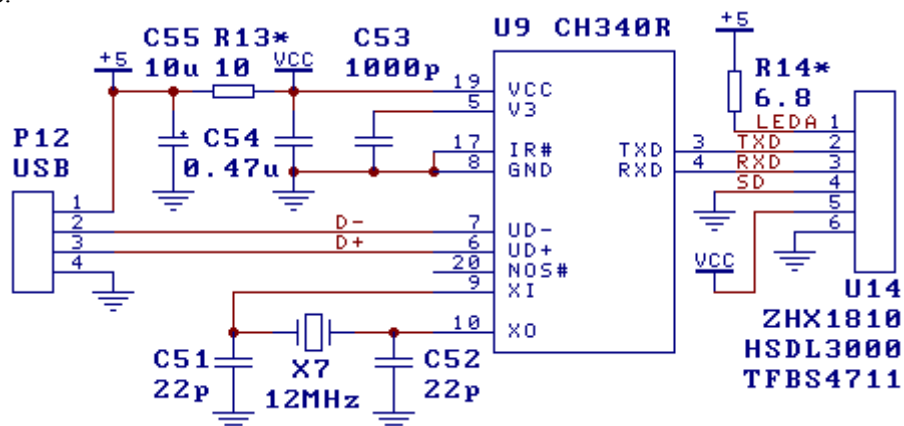 U9 CH340R
C55 R13* C53
+5
10u 10 VCC 1000p
+5
R14*
6.8
19 VCC
5 V3
17 IR#
8 GND
TXD 3
RXD 4
LEDA 1
TXD 2
RXD 3
SD 4
5
6
C54
0.47u
P12
USB
1
2
3
4
D- 7 UD-
D+ 6 UD+
20 NOS#
9 XI
10 XO
VCC
U14
ZHX1810
HSDL3000
TFBS4711
C51
22p
X7
12MHz
C52
22p